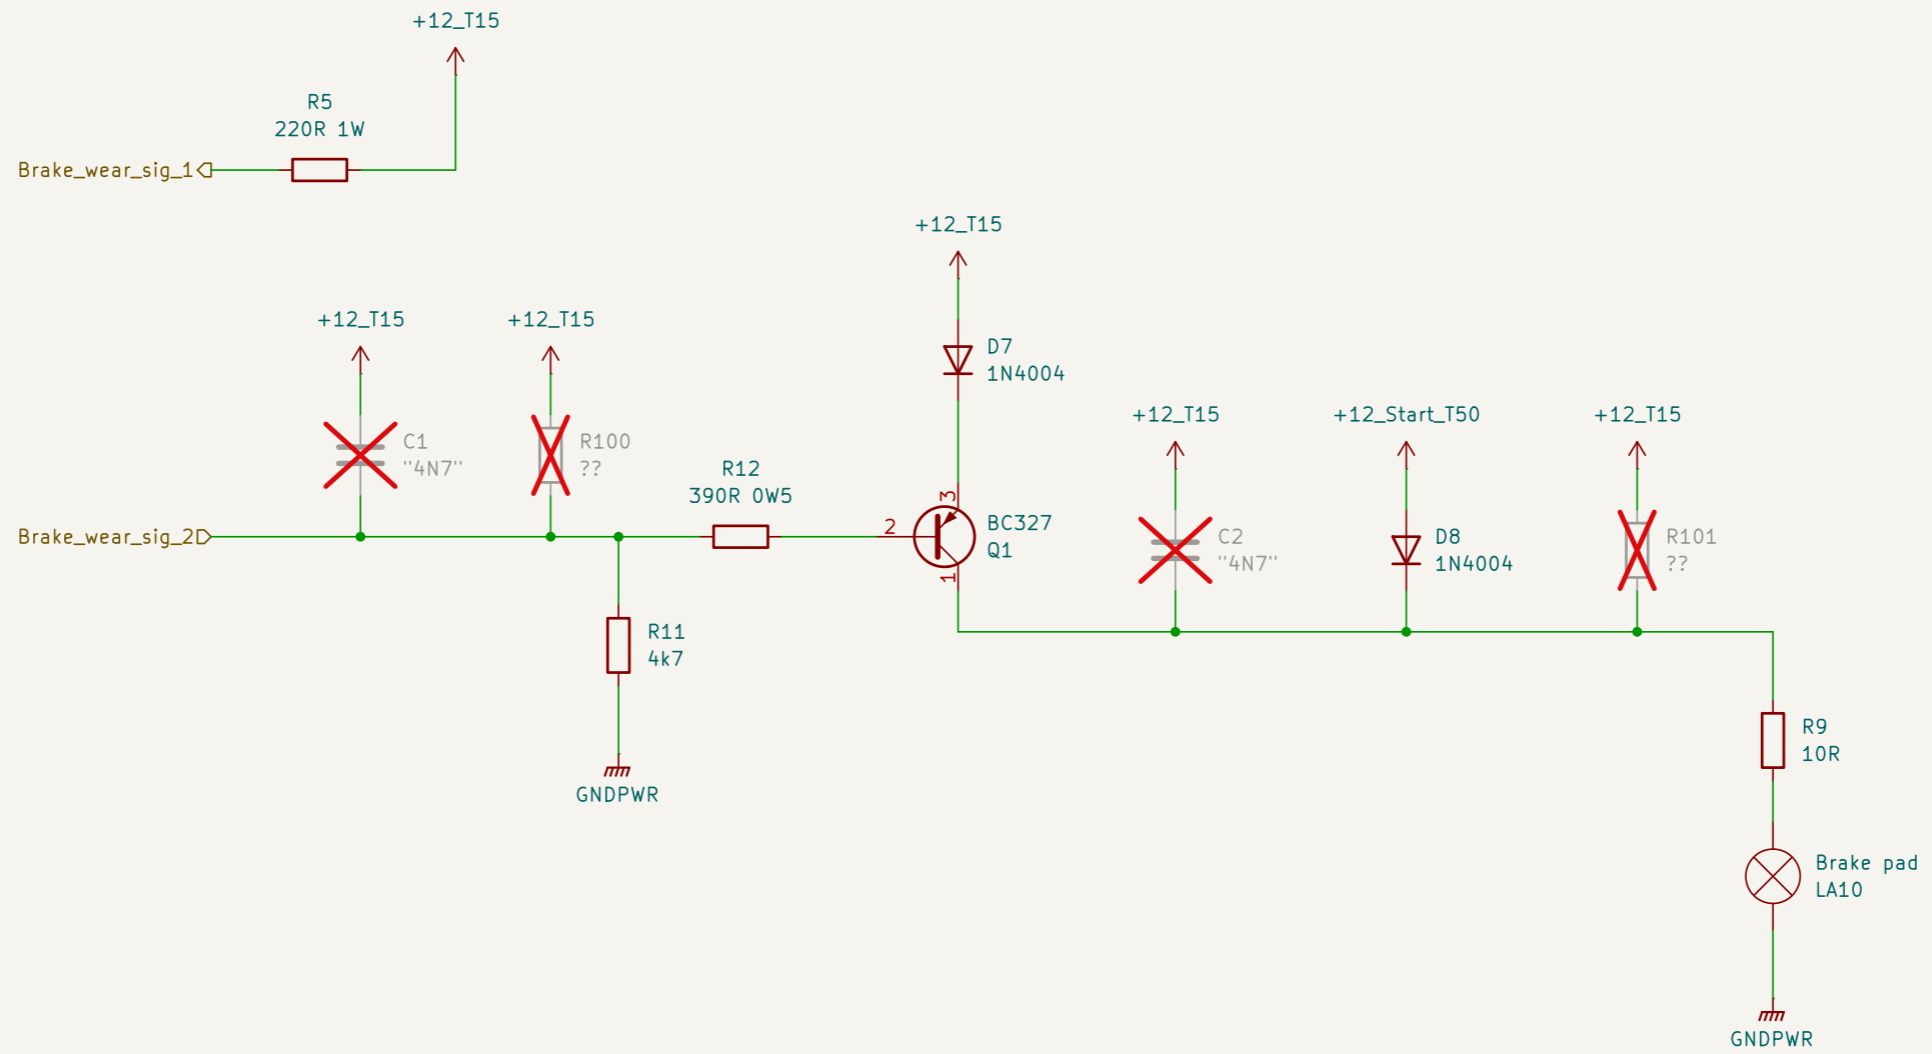 +12_T15
R5
220R 1W
Brake_wear_sig_1
+12_T15
D7
1N4004
+12_T15
+12_T15
C1
"4N7"
R100
??
R12
390R 0W5
Brake_wear_sig_2
2
3
1
BC327
Q1
R11
4k7
GNDPWR
+12_T15
+12_Start_T50
+12_T15
C2
"4N7"
D8
1N4004
R101
??
R9
10R
Brake pad
LA10
GNDPWR